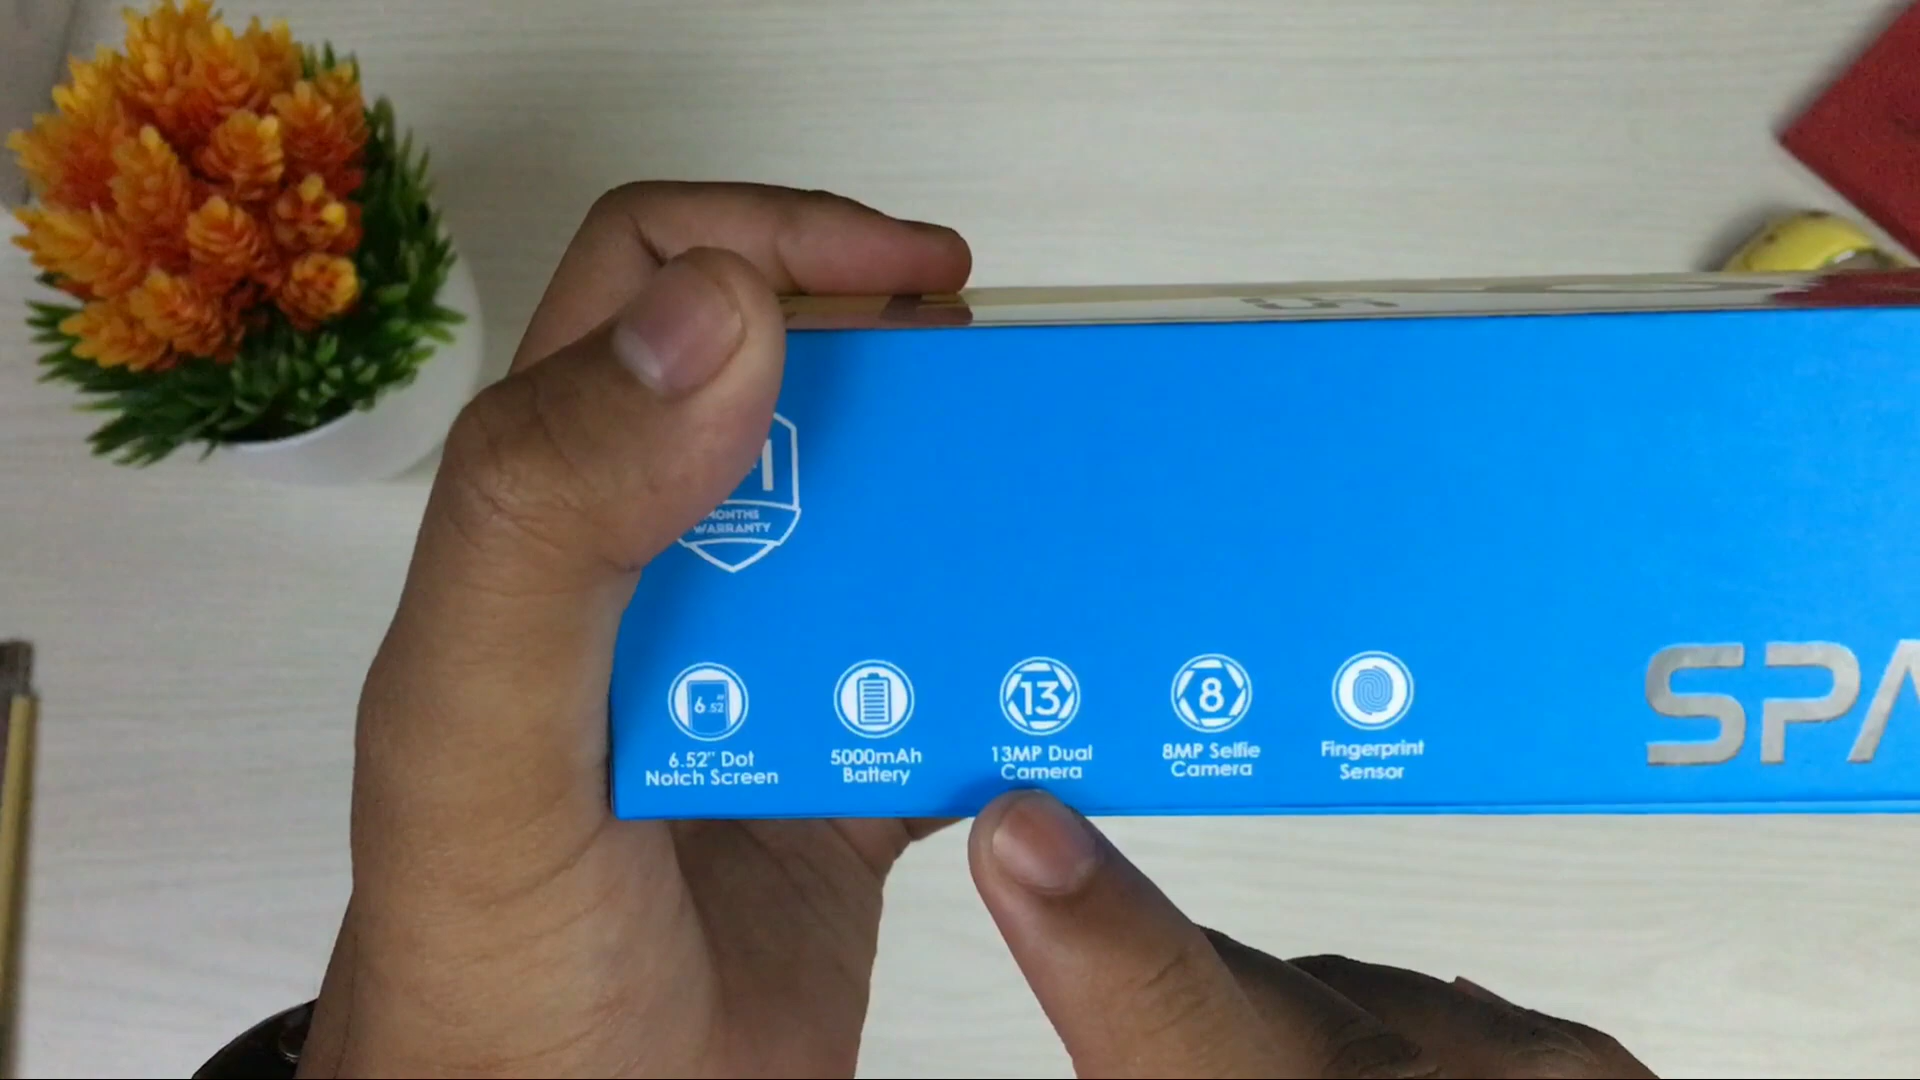 MONTHS
WARRANTY
6.52"
13
8
6.52" Dot
Notch Screen
5000mAh
Battery
13MP Dual
Camera
8MP Selfie
Camera
Fingerprint
Sensor
SPA